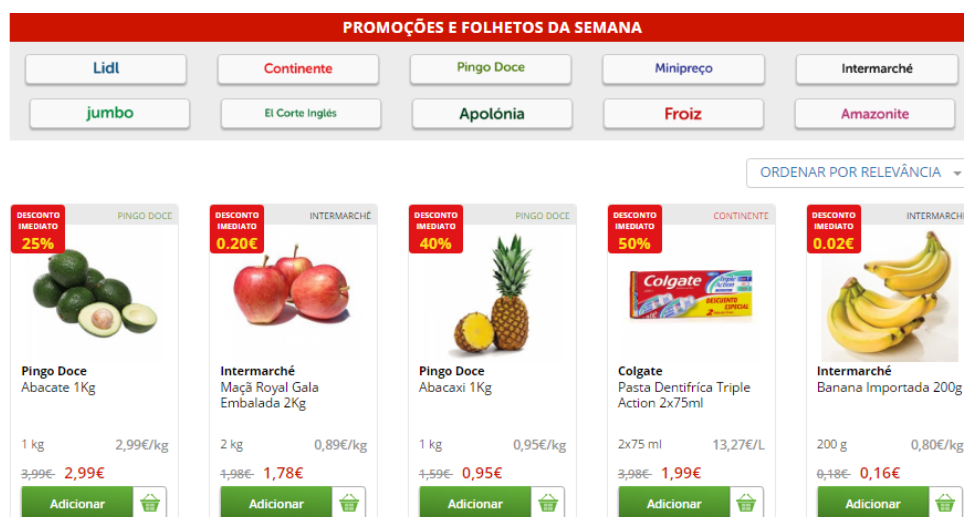 PROMOÇÕES E FOLHETOS DA SEMANA
Lidl Continente Pingo Doce Minipreço Intermarché
jumbo El Corte Inglés Apolónia Froiz Amazonite
ORDENAR POR RELEVÂNCIA
DESCONTO IMEDIATO 25% PINGO DOCE
Pingo Doce
Abacate 1Kg
1 kg 2,99€/kg
3,99€ 2,99€
Adicionar
DESCONTO IMEDIATO 0.20€ INTERMARCHÉ
Intermarché
Maçã Royal Gala
Embalada 2Kg
2 kg 0,89€/kg
1,98€ 1,78€
Adicionar
DESCONTO IMEDIATO 40% PINGO DOCE
Pingo Doce
Abacaxi 1Kg
1 kg 0,95€/kg
1,59€ 0,95€
Adicionar
DESCONTO IMEDIATO 50% CONTINENTE
Colgate
Triple Action
DESCUENTO
ESPECIAL
Colgate
Pasta Dentifríca Triple
Action 2x75ml
2x75 ml 13,27€/L
3,98€ 1,99€
Adicionar
DESCONTO IMEDIATO 0.02€ INTERMARCHÉ
Intermarché
Banana Importada 200g
200 g 0,80€/kg
0,18€ 0,16€
Adicionar